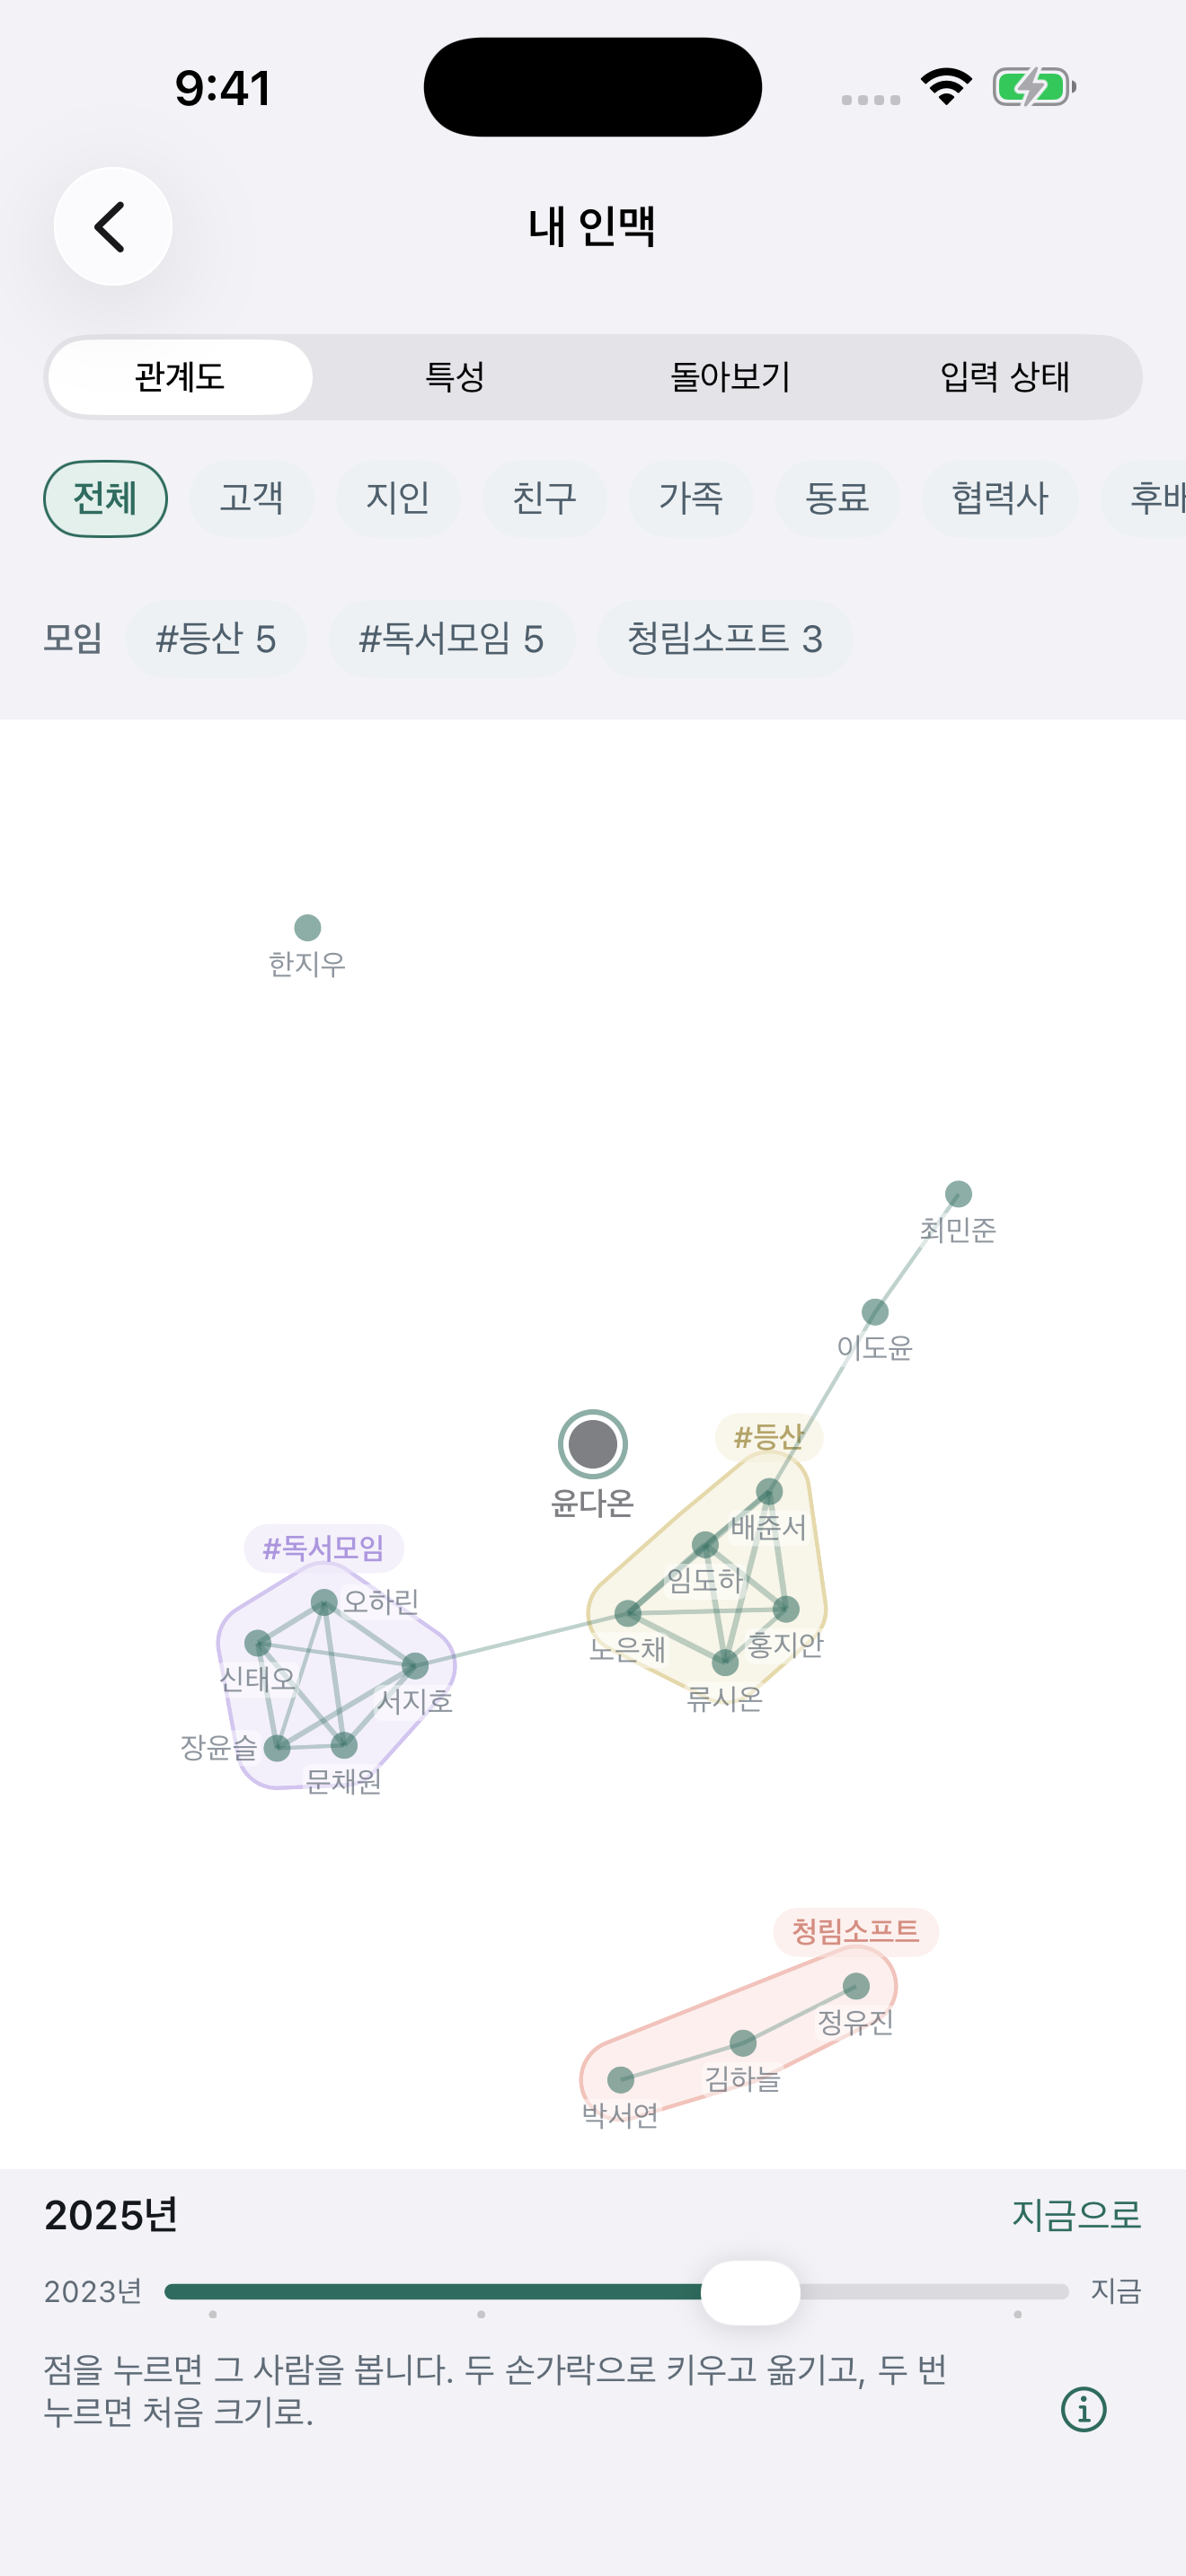 9:41
내 인맥
관계도 특성 돌아보기 입력 상태
전체 고객 지인 친구 가족 동료 협력사 후배
모임 #등산 5 #독서모임 5 청림소프트 3
한지우
최민준
이도윤
#등산
윤다온
배준서
#독서모임
임도하
오하린
노은채
홍지안
신태오
서지호
류시온
장윤슬
문채원
청림소프트
정유진
김하늘
박서연
2025년 지금으로
2023년 지금
점을 누르면 그 사람을 봅니다. 두 손가락으로 키우고 옮기고, 두 번
누르면 처음 크기로.